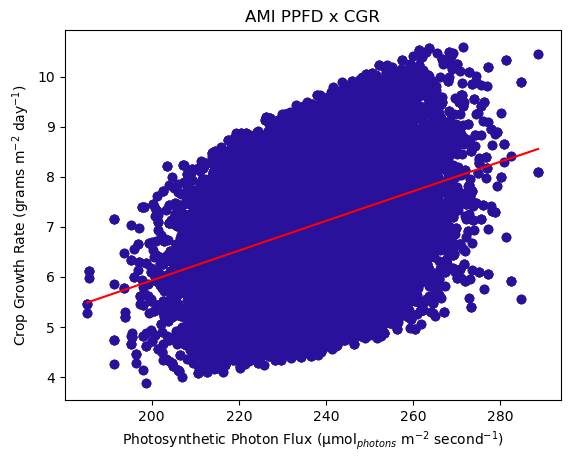 AMI PPFD x CGR
Crop Growth Rate (grams m⁻² day⁻¹)
10
9
8
7
6
5
4
200 220 240 260 280
Photosynthetic Photon Flux (μmol_photons m⁻² second⁻¹)